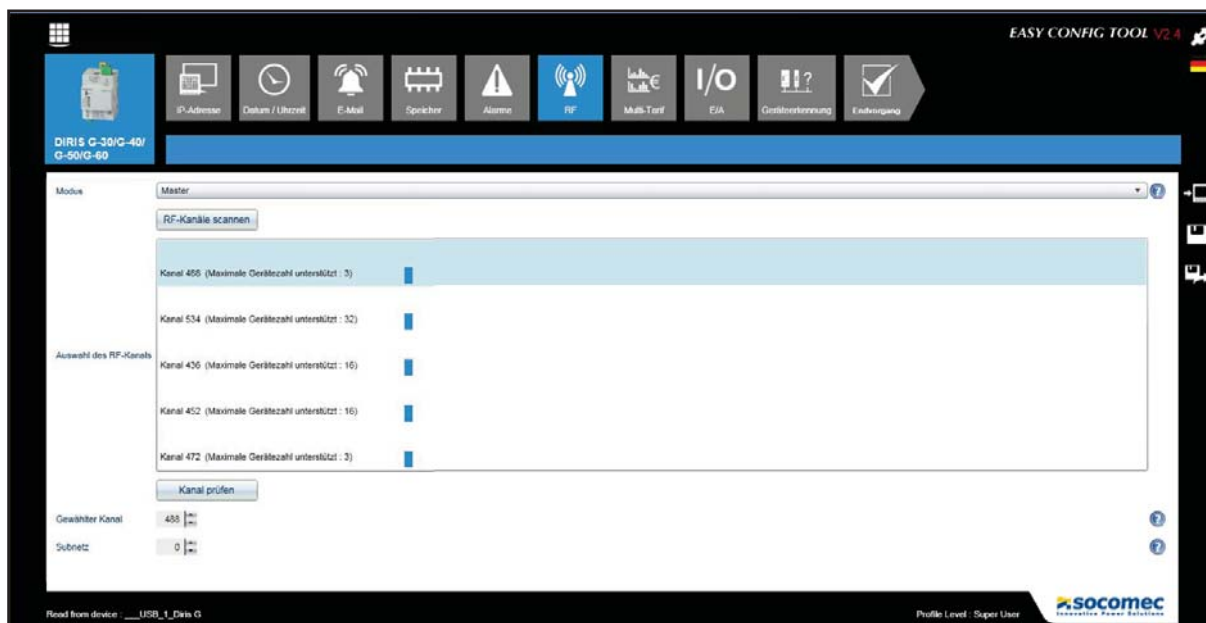 EASY CONFIG TOOL V2.4
IP-Adresse
Datum / Uhrzeit
E-Mail
Speicher
Alarme
RF
Multi-Tarif
I/O
E/A
Geräteerkennung
Endvorgang
DIRIS G-30/G-40/
G-50/G-60
Modus
Master
RF-Kanäle scannen
Kanal 488 (Maximale Gerätezahl unterstützt : 3)
Kanal 534 (Maximale Gerätezahl unterstützt : 32)
Auswahl des RF-Kanals
Kanal 436 (Maximale Gerätezahl unterstützt : 16)
Kanal 452 (Maximale Gerätezahl unterstützt : 16)
Kanal 472 (Maximale Gerätezahl unterstützt : 3)
Kanal prüfen
Gewählter Kanal
488
Subnetz
0
Read from device : ___USB_1_Diris G
Profile Level : Super User
socomec
Innovative Power Solutions